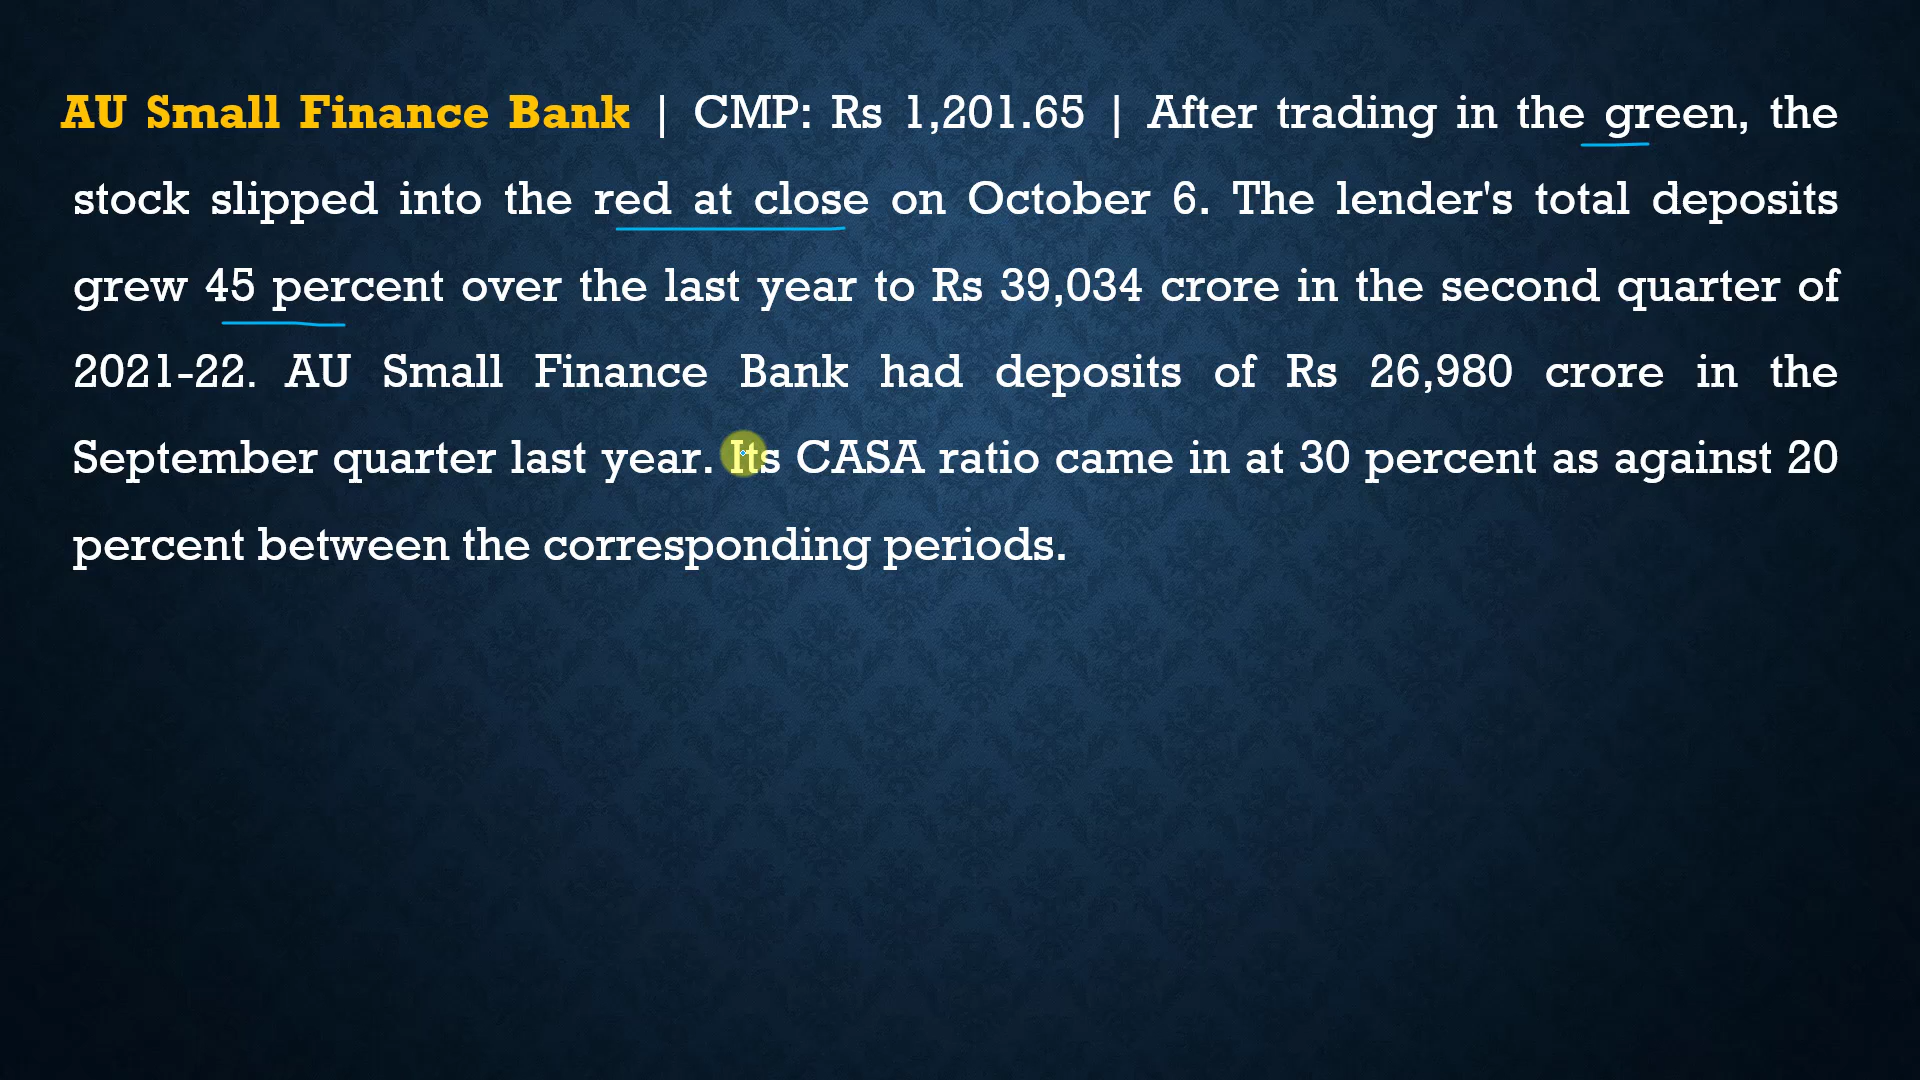 AU Small Finance Bank | CMP: Rs 1,201.65 | After trading in the green, the
stock slipped into the red at close on October 6. The lender's total deposits
grew 45 percent over the last year to Rs 39,034 crore in the second quarter of
2021-22. AU Small Finance Bank had deposits of Rs 26,980 crore in the
September quarter last year. Its CASA ratio came in at 30 percent as against 20
percent between the corresponding periods.